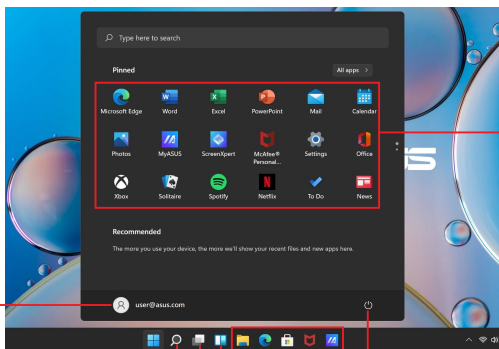 Type here to search
Pinned
All apps >
Microsoft Edge Word Excel PowerPoint Mail Calendar
Photos MyASUS ScreenXpert McAfee® Personal... Settings Office
Xbox Solitaire Spotify Netflix To Do News
Recommended
The more you use your device, the more we'll show your recent files and new apps here.
user@asus.com